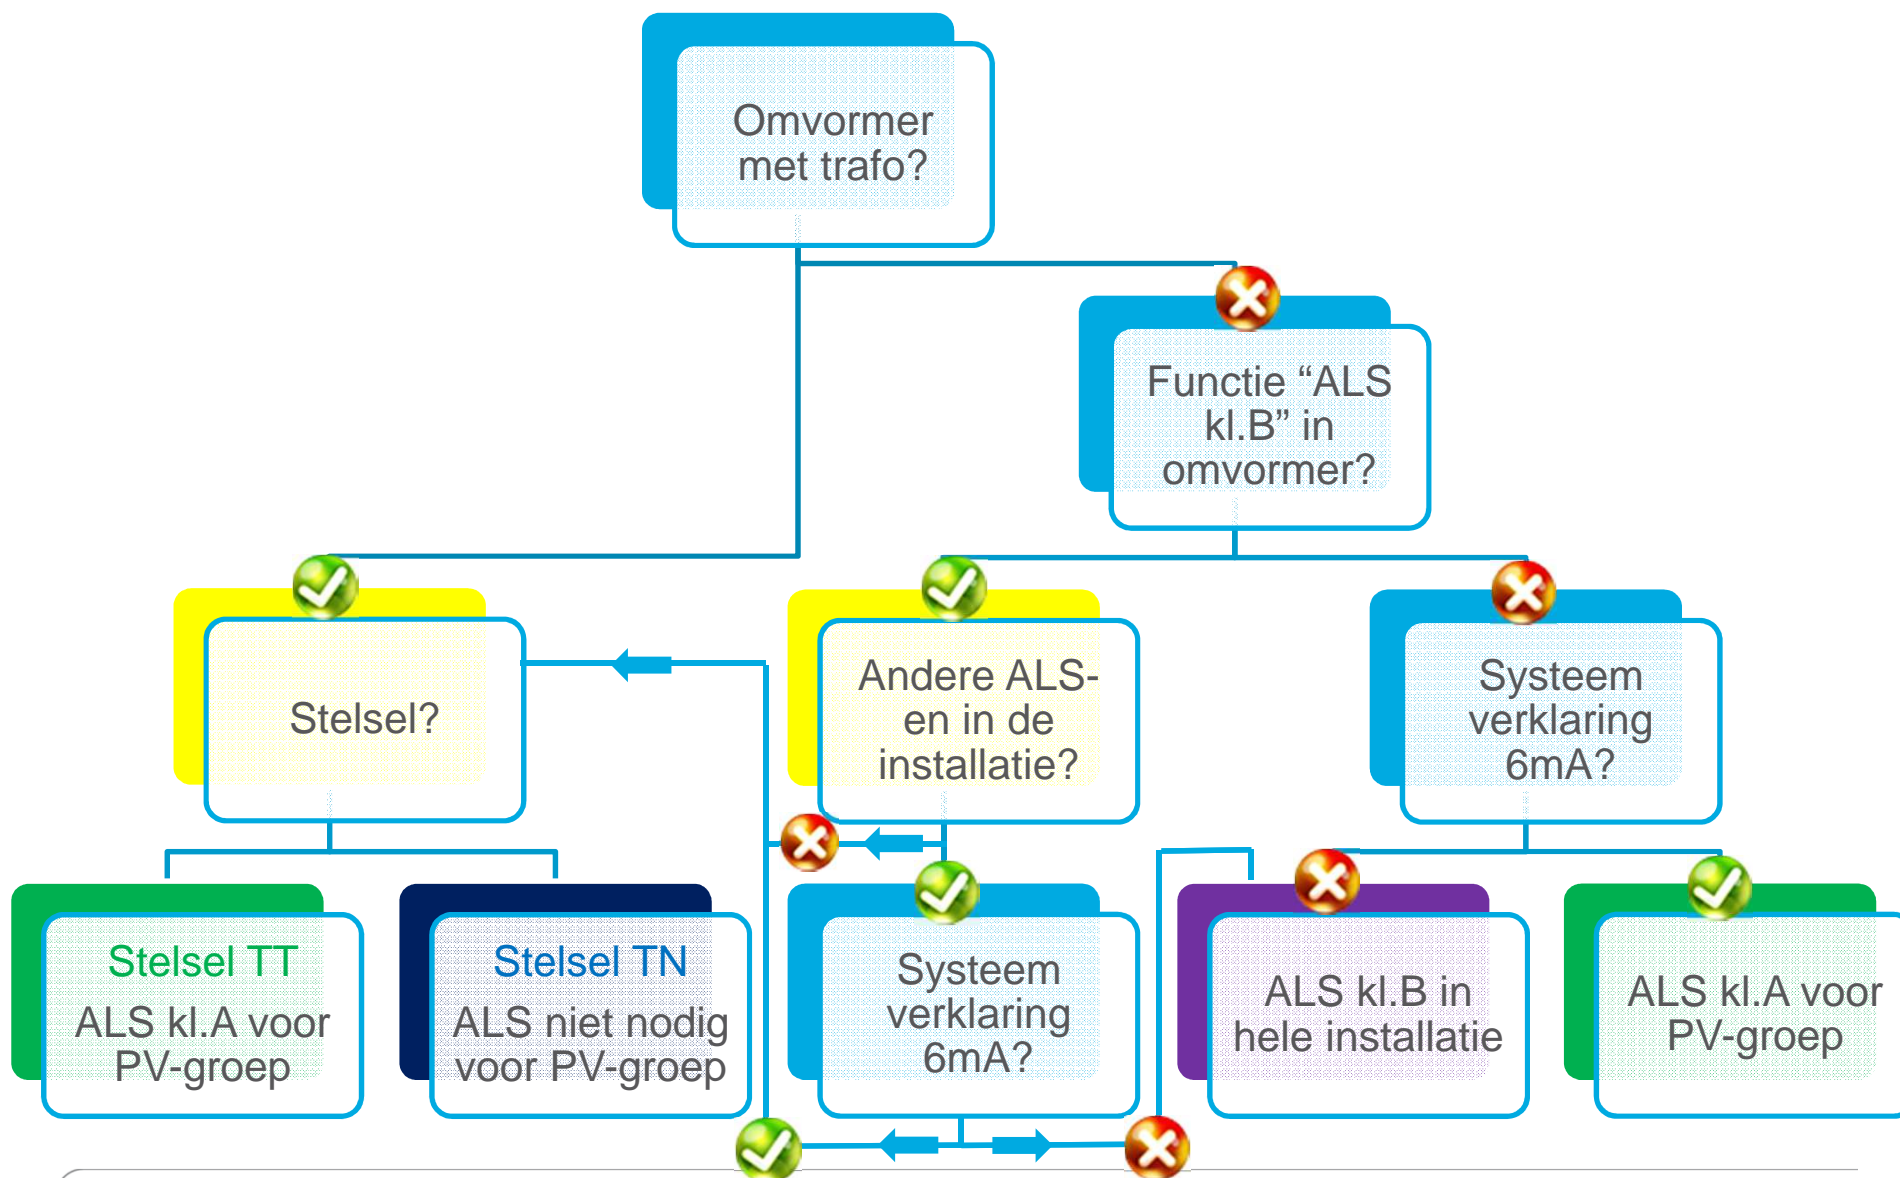 Omvormer
met trafo?
Functie “ALS
kl.B” in
omvormer?
Stelsel?
Andere ALS-
en in de
installatie?
Systeem
verklaring
6mA?
Stelsel TT
ALS kl.A voor
PV-groep
Stelsel TN
ALS niet nodig
voor PV-groep
Systeem
verklaring
6mA?
ALS kl.B in
hele installatie
ALS kl.A voor
PV-groep